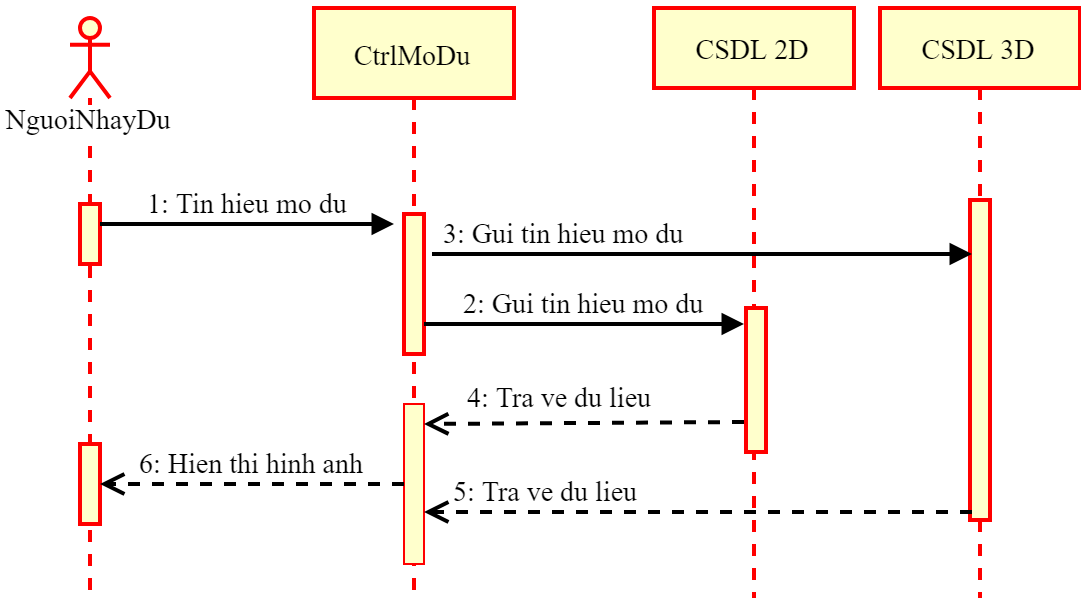 CtrlMoDu
CSDL 2D
CSDL 3D
NguoiNhayDu
1: Tin hieu mo du
3: Gui tin hieu mo du
2: Gui tin hieu mo du
4: Tra ve du lieu
6: Hien thi hinh anh
5: Tra ve du lieu